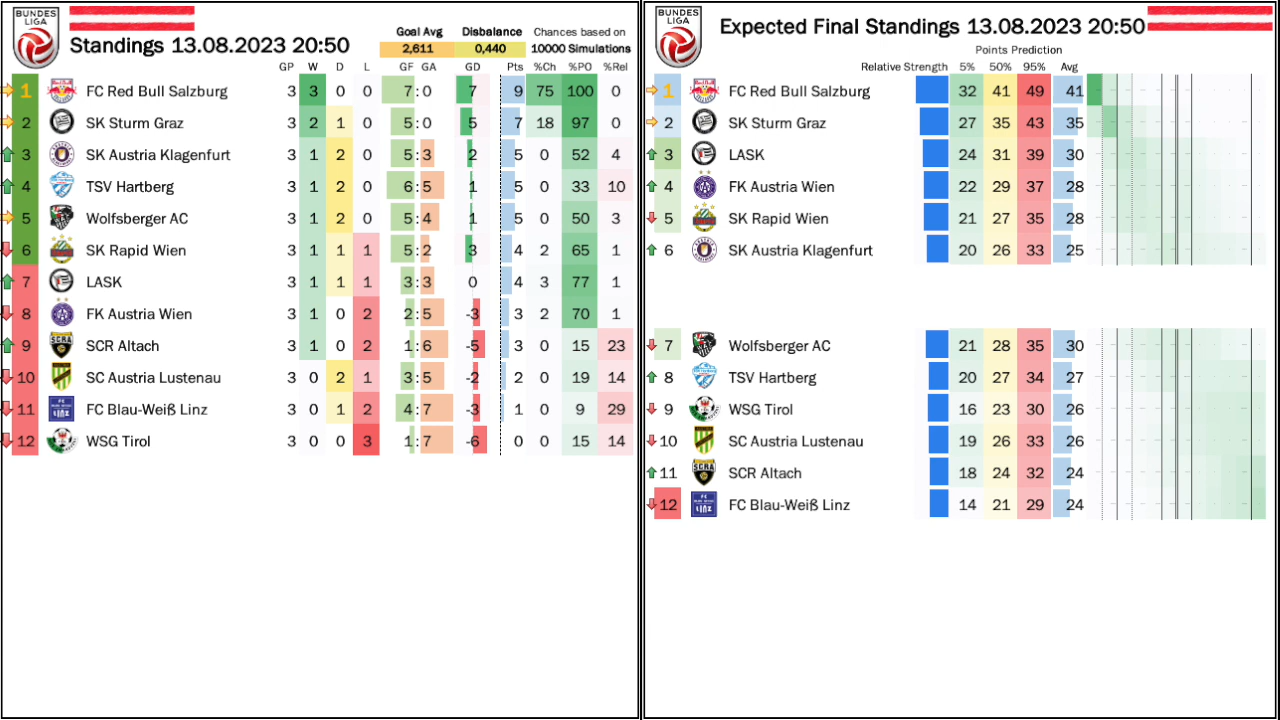 BUNDES
LIGA
Standings 13.08.2023 20:50
Goal Avg Disbalance Chances based on
2,611 0,440 10000 Simulations
GP W D L GF GA GD Pts %Ch %PO %Rel
1 FC Red Bull Salzburg 3 3 0 0 7:0 7 9 75 100 0
2 SK Sturm Graz 3 2 1 0 5:0 5 7 18 97 0
3 SK Austria Klagenfurt 3 1 2 0 5:3 2 5 0 52 4
4 TSV Hartberg 3 1 2 0 6:5 1 5 0 33 10
5 Wolfsberger AC 3 1 2 0 5:4 1 5 0 50 3
6 SK Rapid Wien 3 1 1 1 5:2 3 4 2 65 1
7 LASK 3 1 1 1 3:3 0 4 3 77 1
8 FK Austria Wien 3 1 0 2 2:5 -3 3 2 70 1
9 SCR Altach 3 1 0 2 1:6 -5 3 0 15 23
10 SC Austria Lustenau 3 0 2 1 3:5 -2 2 0 19 14
11 FC Blau-Weiß Linz 3 0 1 2 4:7 -3 1 0 9 29
12 WSG Tirol 3 0 0 3 1:7 -6 0 0 15 14
BUNDES
LIGA
Expected Final Standings 13.08.2023 20:50
Points Prediction
Relative Strength 5% 50% 95% Avg
1 FC Red Bull Salzburg 32 41 49 41
2 SK Sturm Graz 27 35 43 35
3 LASK 24 31 39 30
4 FK Austria Wien 22 29 37 28
5 SK Rapid Wien 21 27 35 28
6 SK Austria Klagenfurt 20 26 33 25
7 Wolfsberger AC 21 28 35 30
8 TSV Hartberg 20 27 34 27
9 WSG Tirol 16 23 30 26
10 SC Austria Lustenau 19 26 33 26
11 SCR Altach 18 24 32 24
12 FC Blau-Weiß Linz 14 21 29 24